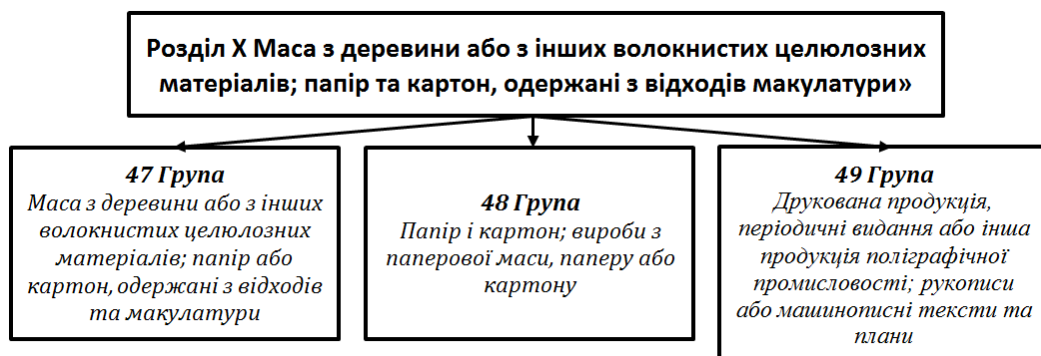 Розділ X Маса з деревини або з інших волокнистих целюлозних
матеріалів; папір та картон, одержані з відходів макулатури»
47 Група
Маса з деревини або з інших
волокнистих целюлозних
матеріалів; папір або
картон, одержані з відходів
та макулатури
48 Група
Папір і картон; вироби з
паперової маси, паперу або
картону
49 Група
Друкована продукція,
періодичні видання або інша
продукція поліграфічної
промисловості; рукописи
або машинописні тексти та
плани